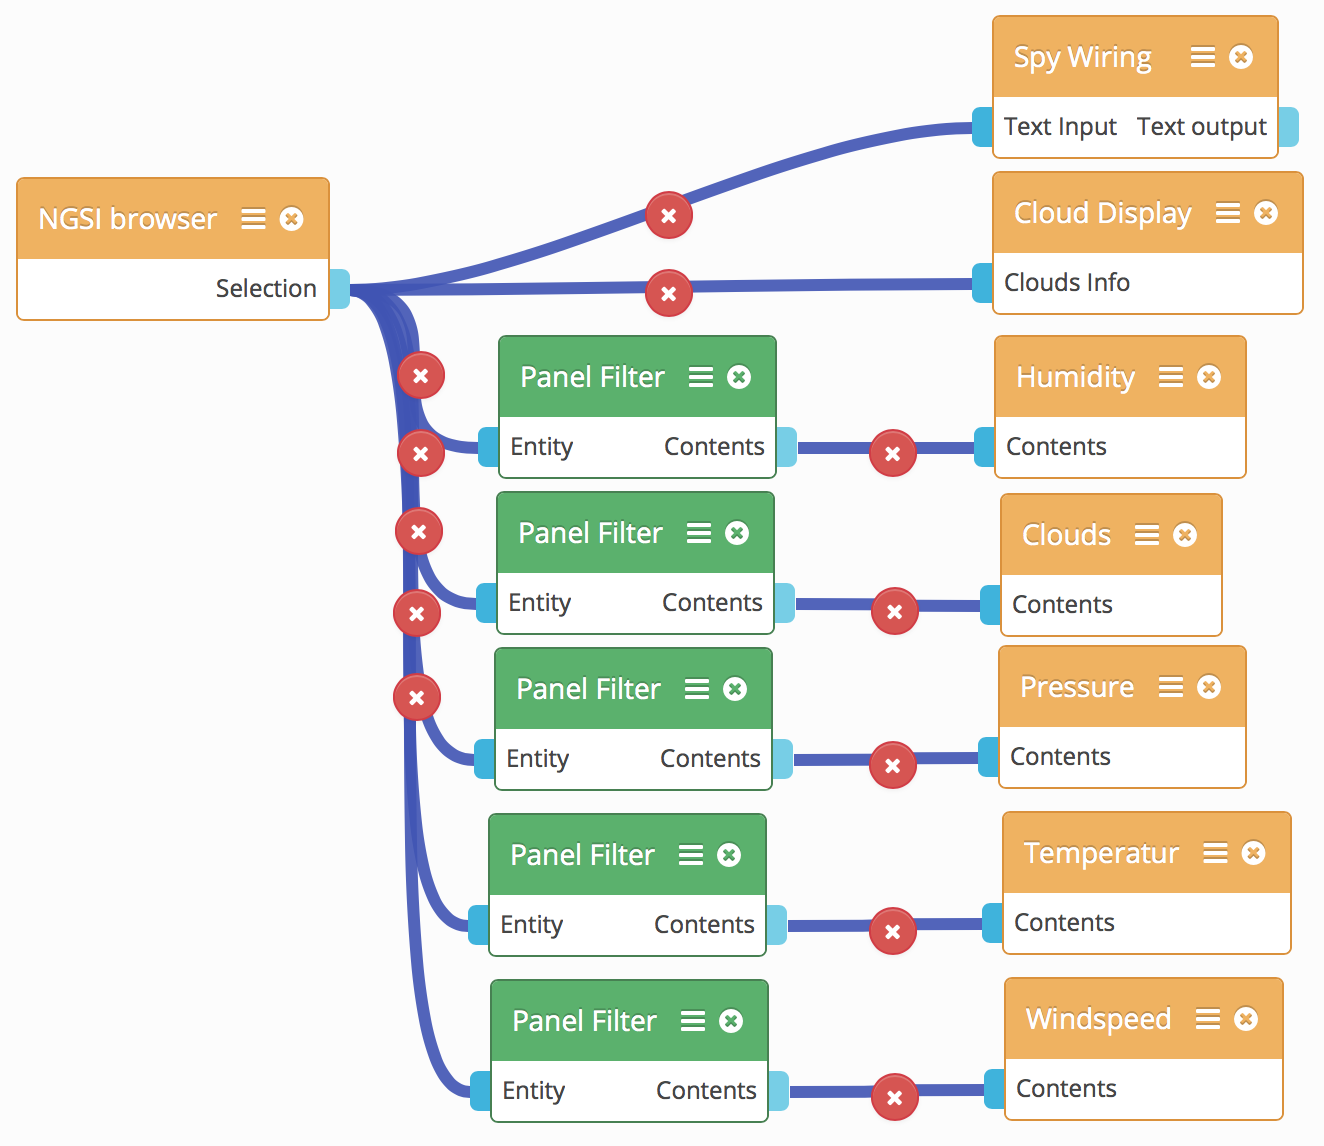 Spy Wiring
Text Input Text output
NGSI browser
Selection
Cloud Display
Clouds Info
Panel Filter
Entity Contents
Humidity
Contents
Panel Filter
Entity Contents
Clouds
Contents
Panel Filter
Entity Contents
Pressure
Contents
Panel Filter
Entity Contents
Temperatur
Contents
Panel Filter
Entity Contents
Windspeed
Contents